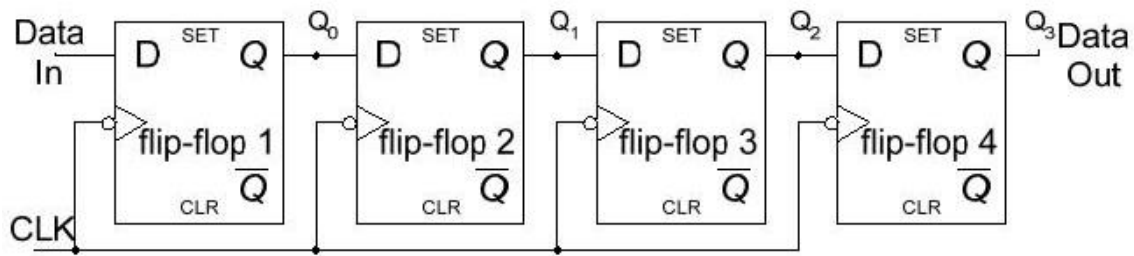 Data In
SET
D Q
flip-flop 1
Q̅
CLR
Q₀
SET
D Q
flip-flop 2
Q̅
CLR
Q₁
SET
D Q
flip-flop 3
Q̅
CLR
Q₂
SET
D Q
flip-flop 4
Q̅
CLR
Q₃
Data Out
CLK